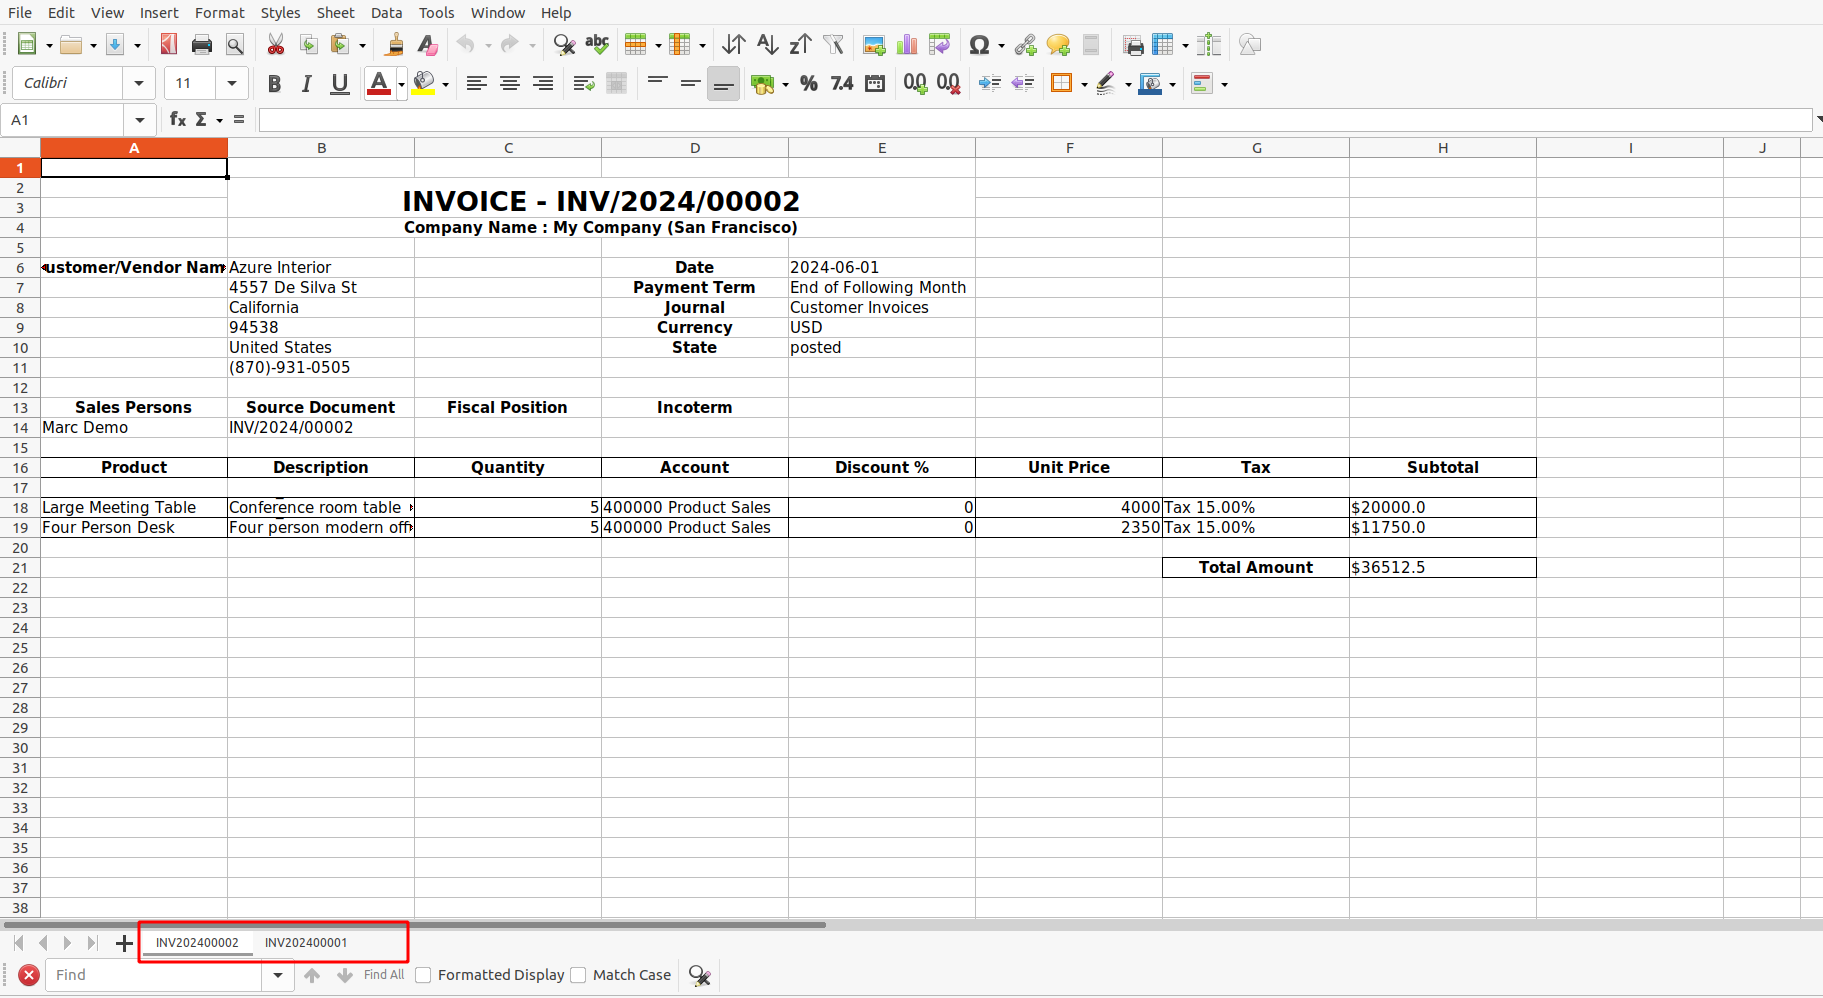 File Edit View Insert Format Styles Sheet Data Tools Window Help
Calibri 11 7.4
A1
A B C D E F G H I J
1
2 INVOICE - INV/2024/00002
3
4 Company Name : My Company (San Francisco)
5
6 ustomer/Vendor Nam Azure Interior Date 2024-06-01
7 4557 De Silva St Payment Term End of Following Month
8 California Journal Customer Invoices
9 94538 Currency USD
10 United States State posted
11 (870)-931-0505
12
13 Sales Persons Source Document Fiscal Position Incoterm
14 Marc Demo INV/2024/00002
15
16 Product Description Quantity Account Discount % Unit Price Tax Subtotal
17
18 Large Meeting Table Conference room table 5 400000 Product Sales 0 4000 Tax 15.00% $20000.0
19 Four Person Desk Four person modern off 5 400000 Product Sales 0 2350 Tax 15.00% $11750.0
20
21 Total Amount $36512.5
22
23
24
25
26
27
28
29
30
31
32
33
34
35
36
37
38
INV202400002 INV202400001
Find Find All Formatted Display Match Case